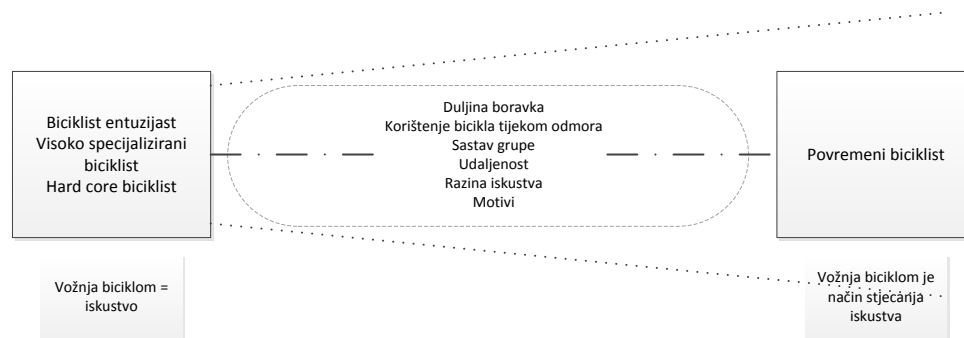 Biciklist entuzijast
Visoko specijalizirani
biciklist
Hard core biciklist
Duljina boravka
Korištenje bicikla tijekom odmora
Sastav grupe
Udaljenost
Razina iskustva
Motivi
Povremeni biciklist
Vožnja biciklom =
iskustvo
Vožnja biciklom je
način stjecanja
iskustva